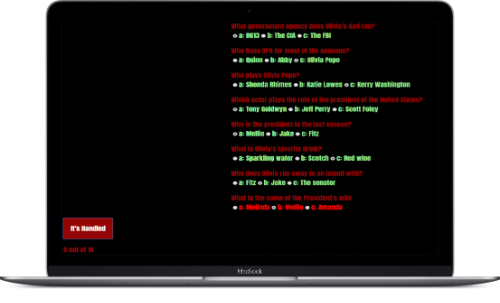 What government agency does Olivia's dad run?
a: B613 b: The CIA c: The FBI
Who Runs OPA for most of the seasons?
a: Quinn b: Abby c: Olivia Pope
Who plays Olivia Pope?
a: Shonda Rhimes b: Katie Lowes c: Kerry Washington
Which actor plays the role of the president of the United States?
a: Tony Goldwyn b: Jeff Perry c: Scott Foley
Who is the president in the last season?
a: Mellie b: Jake c: Fitz
What is Olivia's favorite drink?
a: Sparkling water b: Scotch c: Red wine
Who does Olivia run away to an island with?
a: Fitz b: Jake c: The senator
What is the name of the President's wife
a: Melinda b: Mellie c: Amanda
It's Handled
9 out of 10
MacBook